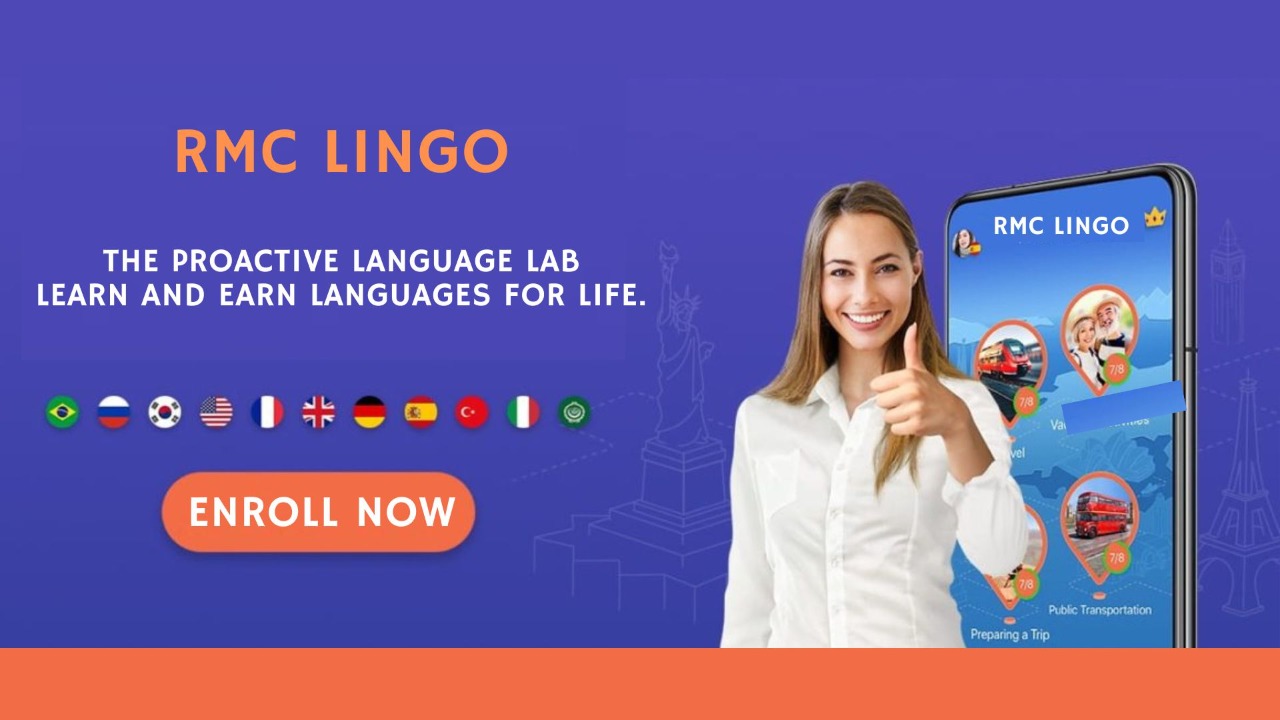 RMC LINGO
THE PROACTIVE LANGUAGE LAB
LEARN AND EARN LANGUAGES FOR LIFE.
ENROLL NOW
RMC LINGO
7/8
7/8
7/8
7/8
Public Transportation
Preparing a Trip